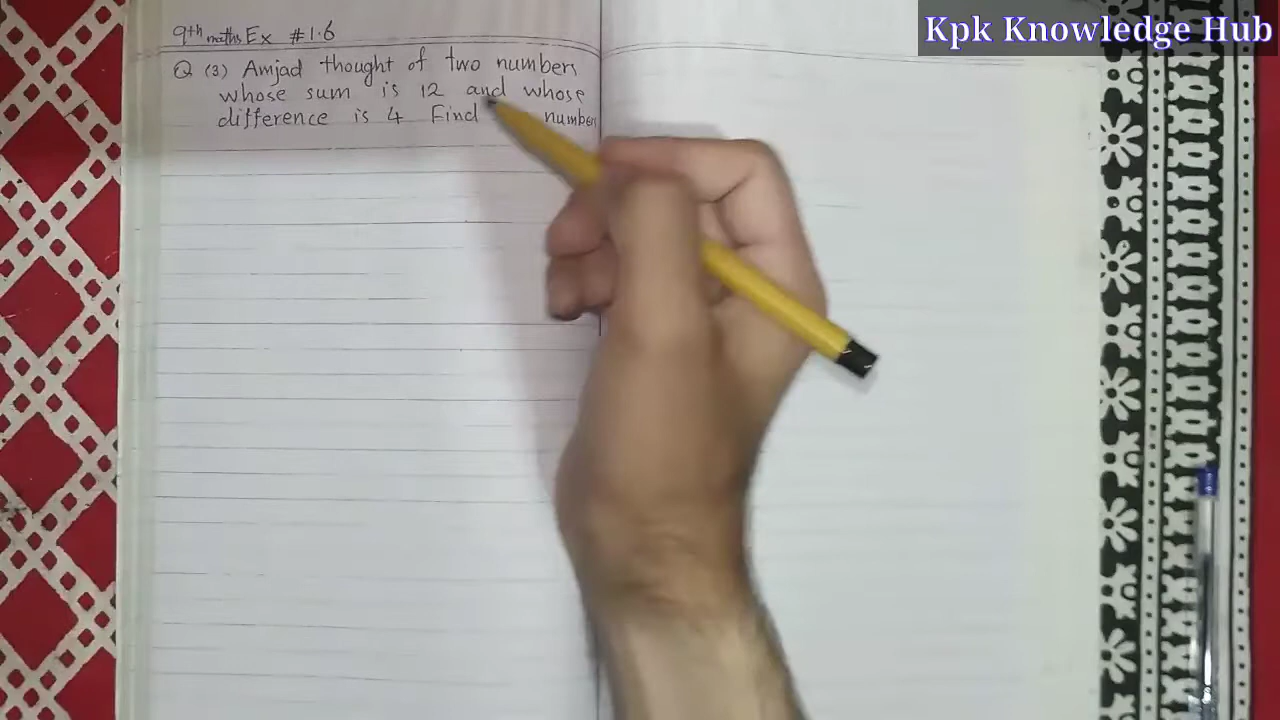 Kpk Knowledge Hub
9th maths Ex #1.6
Q (3) Amjad thought of two numbers
whose sum is 12 and whose
difference is 4 Find number